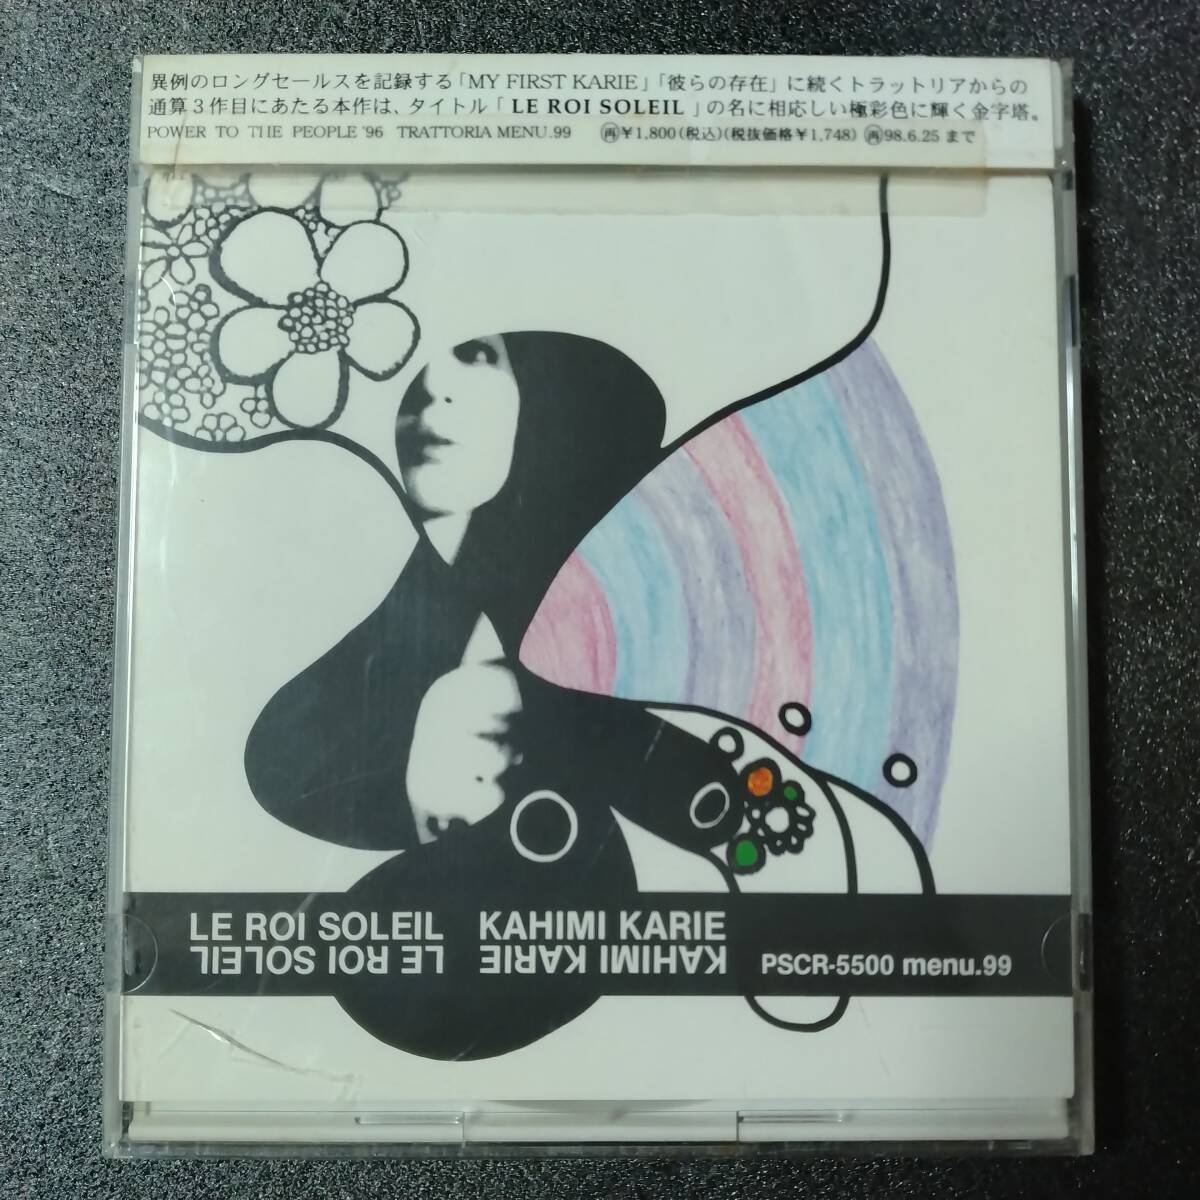 異例のロングセールスを記録する「MY FIRST KARIE」「彼らの存在」に続くトラットリアからの
通算3作目にあたる本作は、タイトル「LE ROI SOLEIL」の名に相応しい極彩色に輝く金字塔。
POWER TO THE PEOPLE '96 TRATTORIA MENU.99 ㊢¥1,800(税込)(税抜価格¥1,748) ㊢98.6.25 まで
LE ROI SOLEIL KAHIMI KARIE
LE ROI SOLEIL KAHIMI KARIE PSCR-5500 menu.99